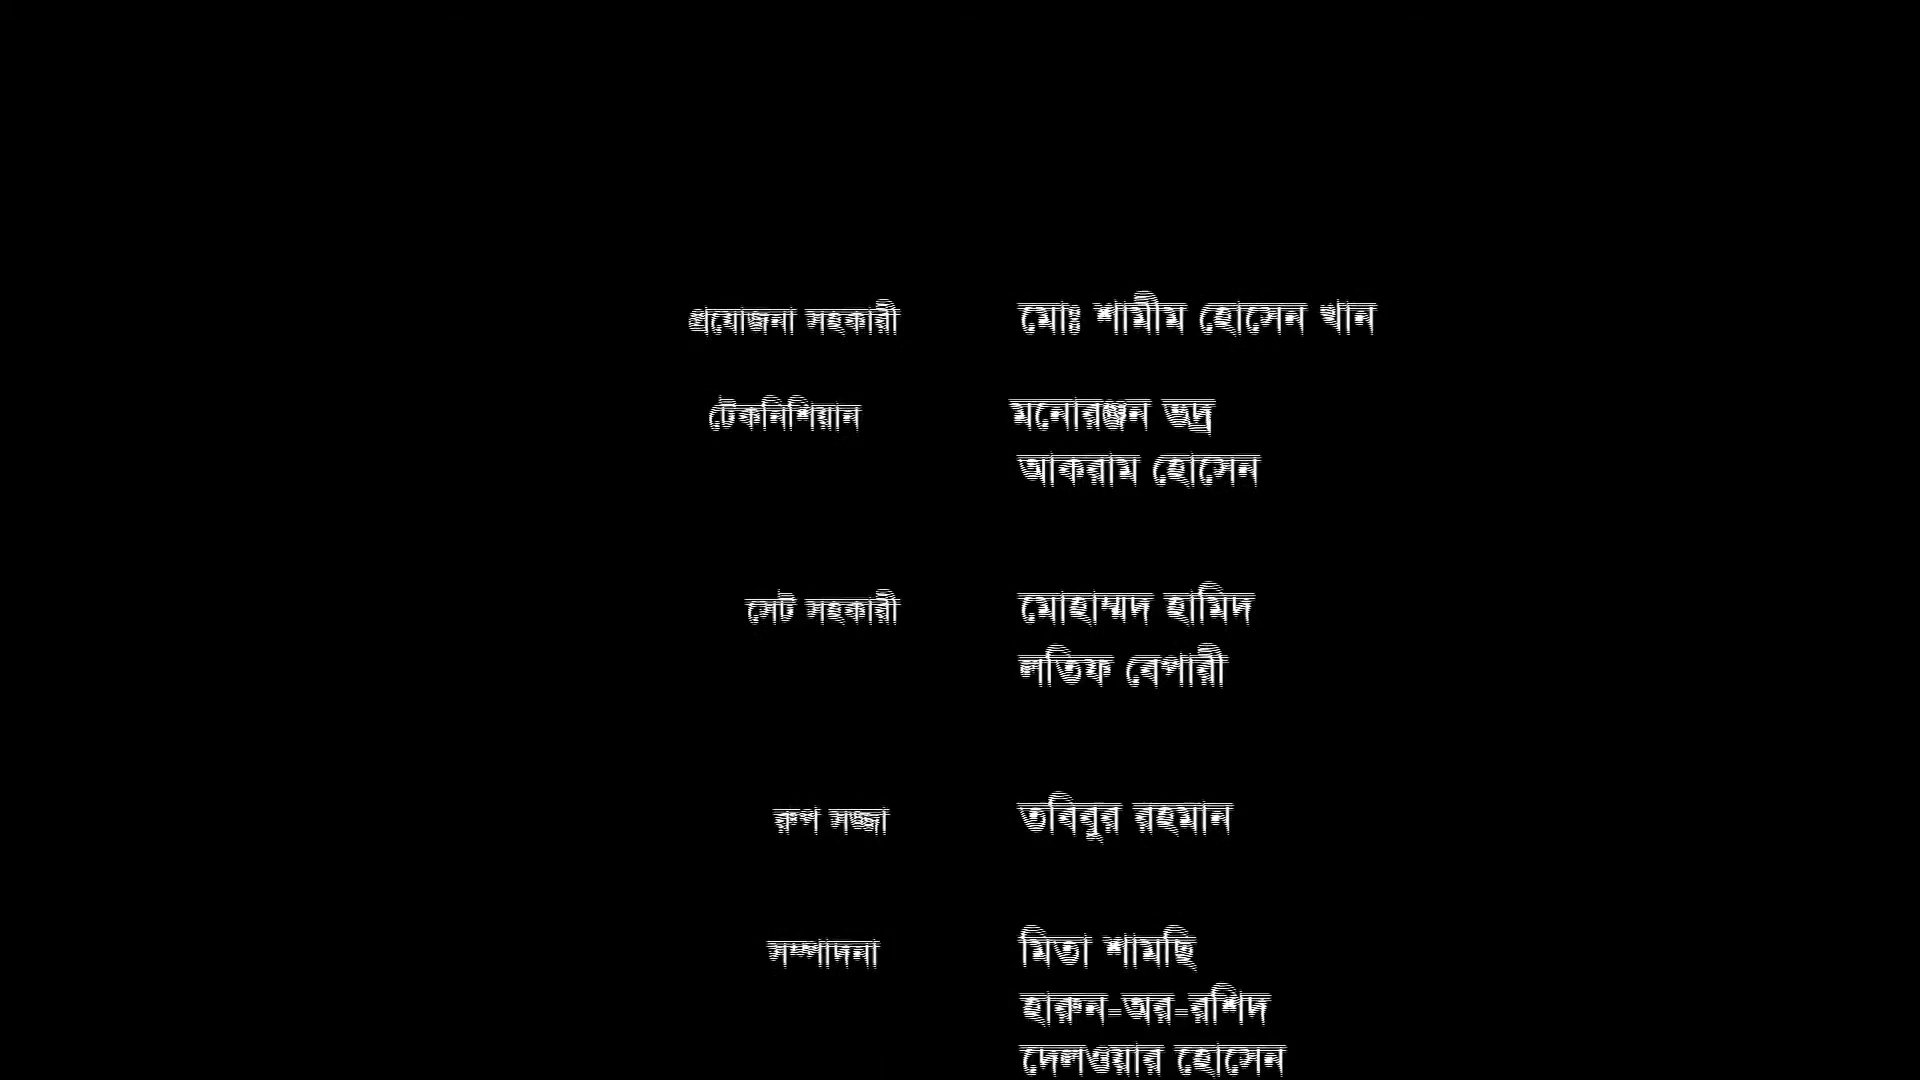 প্রযোজনা সহকারী মোঃ শামীম হোসেন খান
টেকনিশিয়ান মনোরঞ্জন ভদ্র
আকরাম হোসেন
সেট সহকারী মোহাম্মদ হামিদ
লতিফ বেপারী
রুপ সজ্জা তবিবুর রহমান
সম্পাদনা মিতা শামছি
হারুন-অর-রশিদ
দেলওয়ার হোসেন